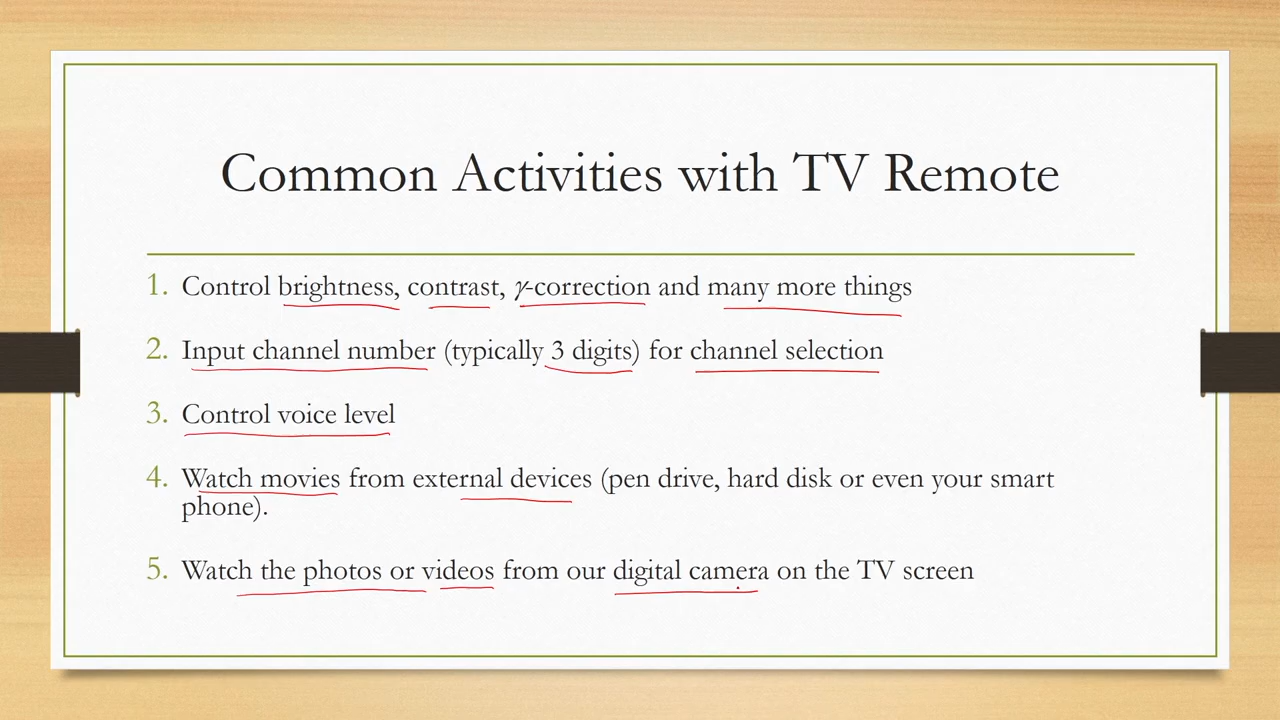 Common Activities with TV Remote
1. Control brightness, contrast, γ-correction and many more things
2. Input channel number (typically 3 digits) for channel selection
3. Control voice level
4. Watch movies from external devices (pen drive, hard disk or even your smart
phone).
5. Watch the photos or videos from our digital camera on the TV screen